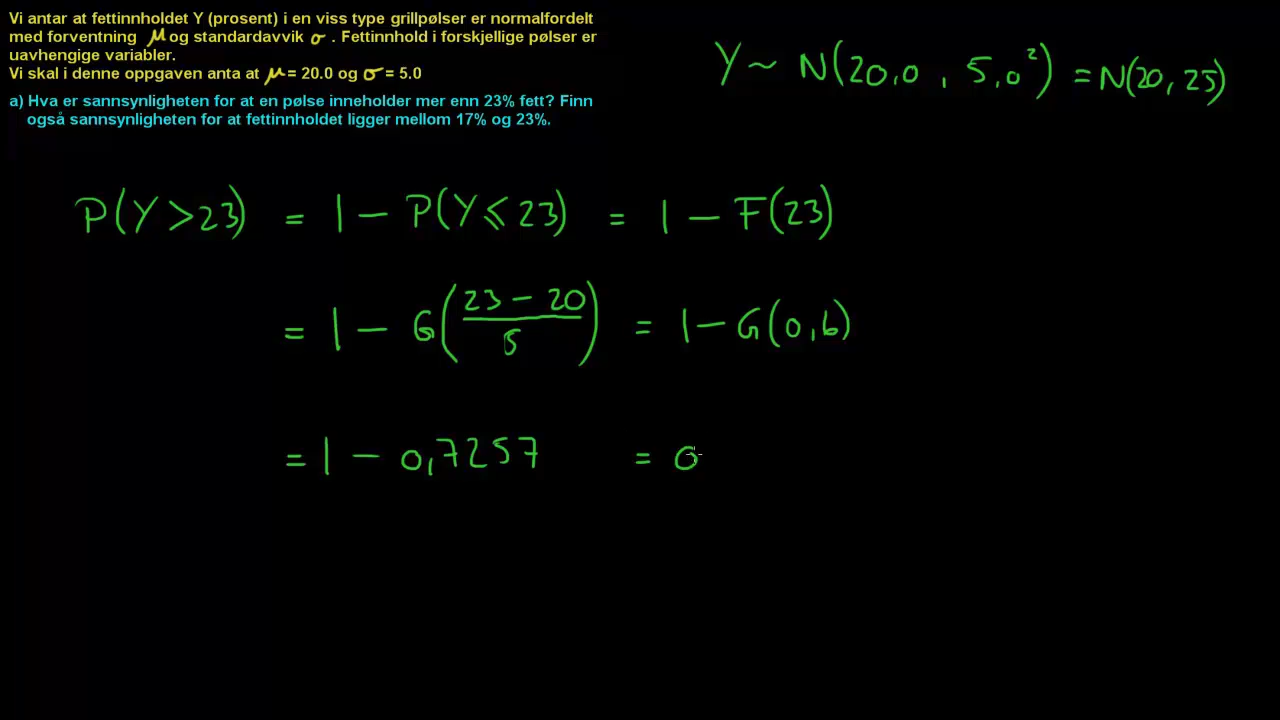 Vi antar at fettinnholdet Y (prosent) i en viss type grillpølser er normalfordelt
med forventning μ og standardavvik σ . Fettinnhold i forskjellige pølser er
uavhengige variabler.
Vi skal i denne oppgaven anta at μ = 20.0 og σ = 5.0
a) Hva er sannsynligheten for at en pølse inneholder mer enn 23% fett? Finn
også sannsynligheten for at fettinnholdet ligger mellom 17% og 23%.
Y ~ N(20,0 , 5,0²) = N(20, 25)
P(Y > 23) = 1 − P(Y ≤ 23) = 1 − F(23)
= 1 − G((23 − 20)/5) = 1 − G(0,6)
= 1 − 0,7257 = 0